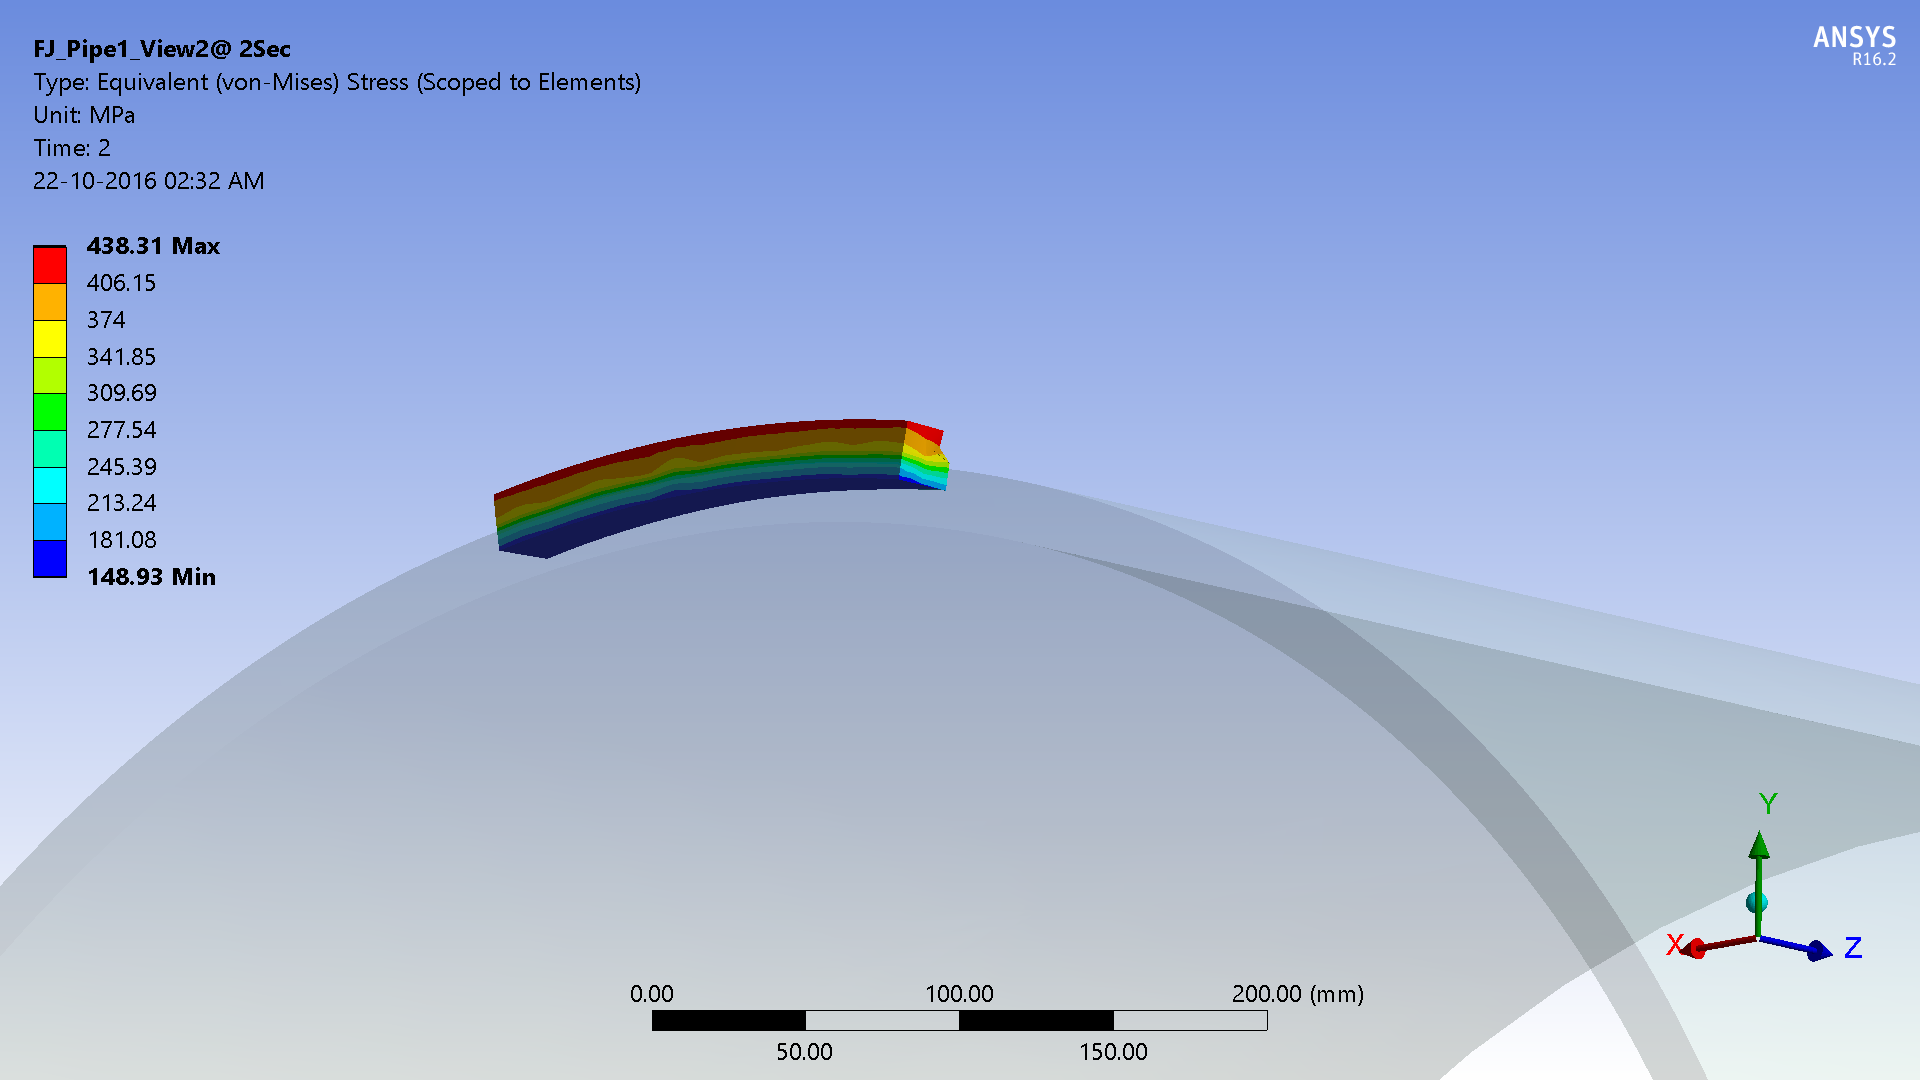 FJ_Pipe1_View2@ 2Sec
Type: Equivalent (von-Mises) Stress (Scoped to Elements)
Unit: MPa
Time: 2
22-10-2016 02:32 AM
ANSYS
R16.2
438.31 Max
406.15
374
341.85
309.69
277.54
245.39
213.24
181.08
148.93 Min
Y
X
Z
0.00 100.00 200.00 (mm)
50.00 150.00